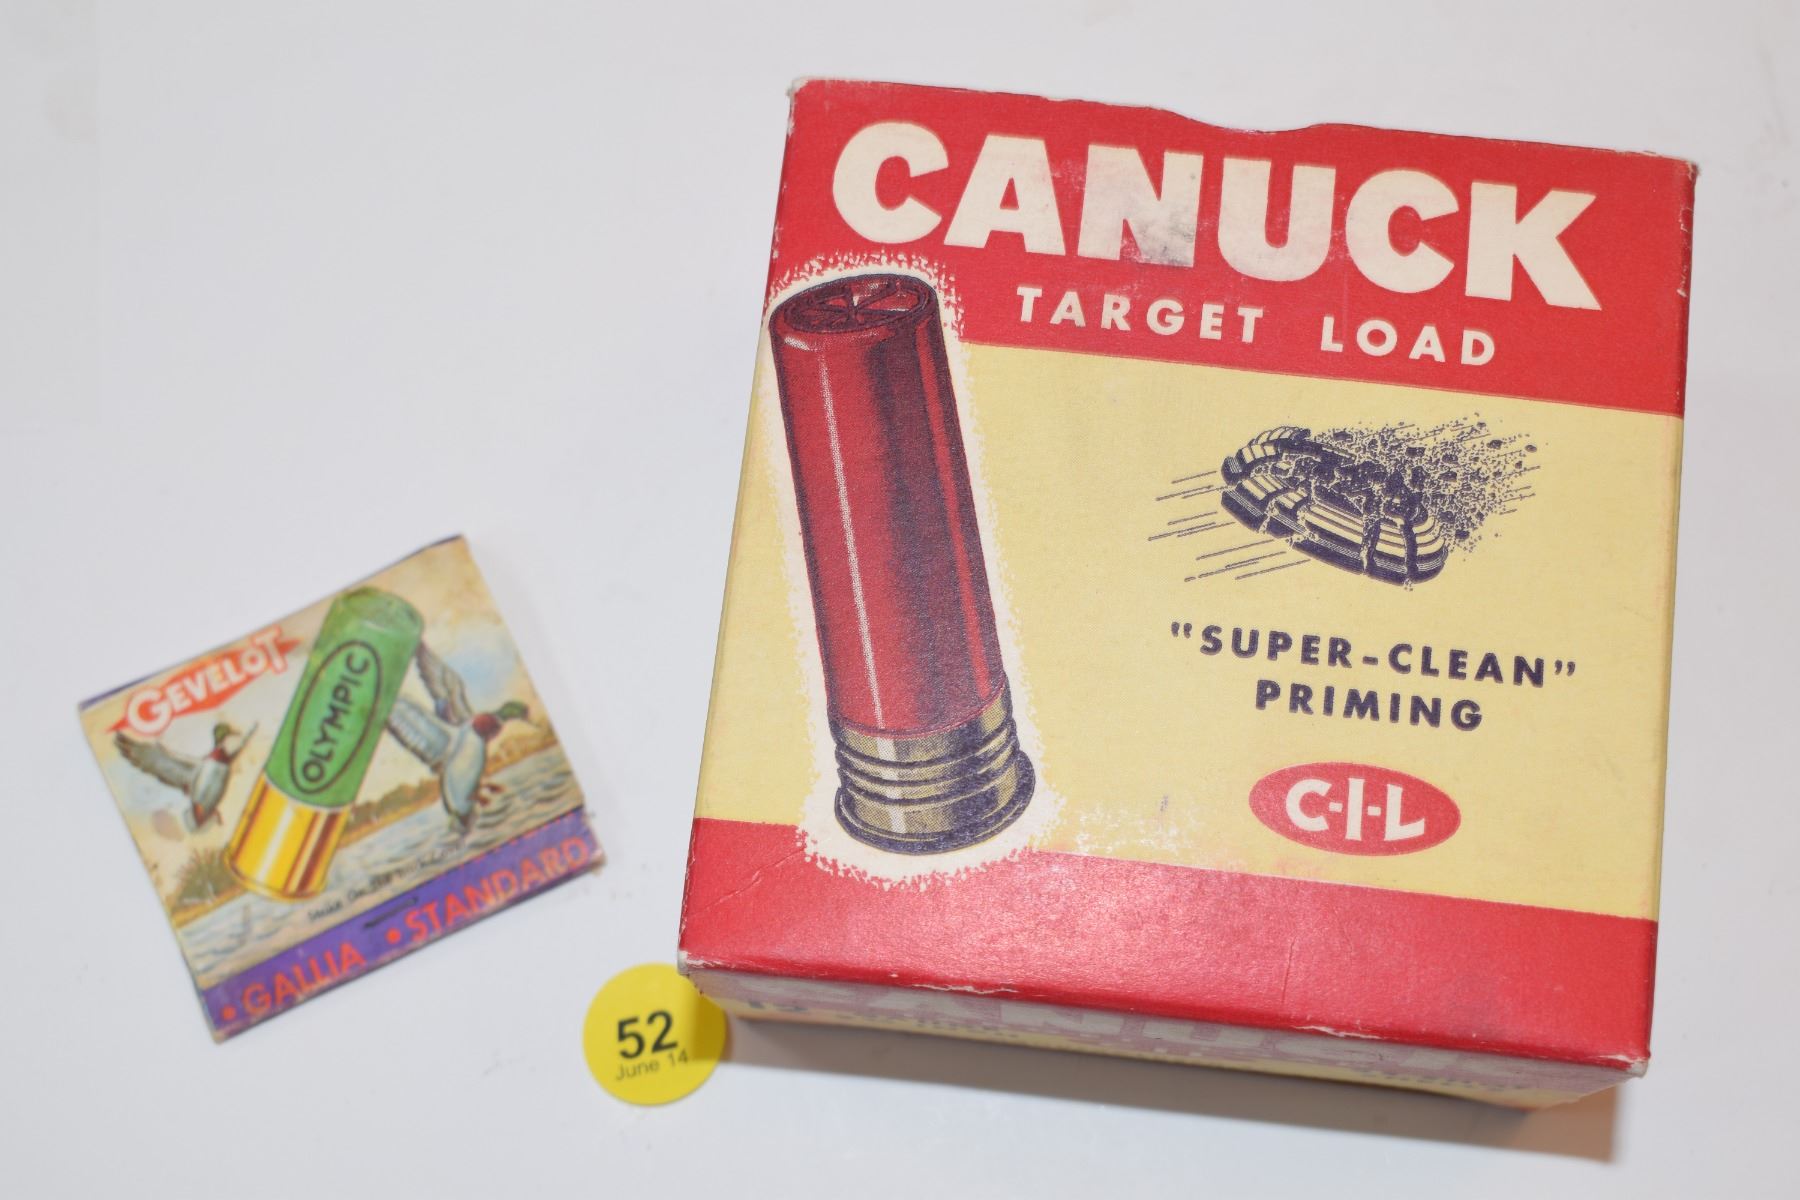 CANUCK
TARGET LOAD
"SUPER-CLEAN"
PRIMING
C-I-L
GEVELOT
OLYMPIC
• GALLIA • STANDARD
52
June 14